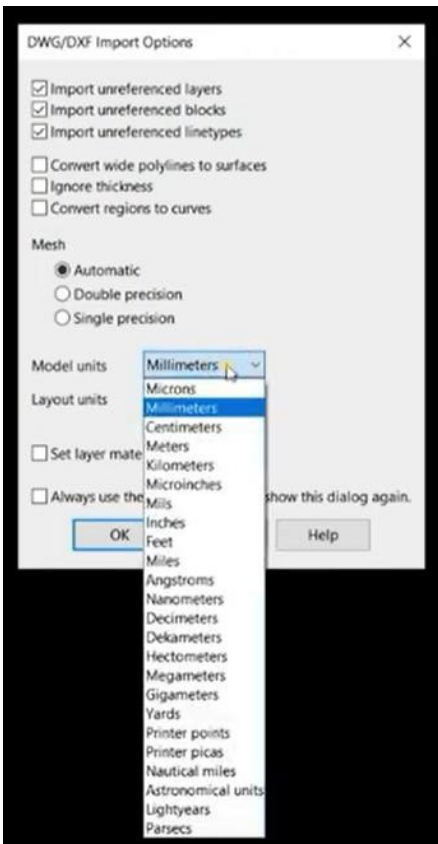 DWG/DXF Import Options
Import unreferenced layers
Import unreferenced blocks
Import unreferenced linetypes
Convert wide polylines to surfaces
Ignore thickness
Convert regions to curves
Mesh
Automatic
Double precision
Single precision
Model units Millimeters
Microns
Layout units
Millimeters
Centimeters
Meters
Set layer mate
Kilometers
Microinches
Always use the show this dialog again.
Mils
Inches
OK Help
Feet
Miles
Angstroms
Nanometers
Decimeters
Dekameters
Hectometers
Megameters
Gigameters
Yards
Printer points
Printer picas
Nautical miles
Astronomical units
Lightyears
Parsecs